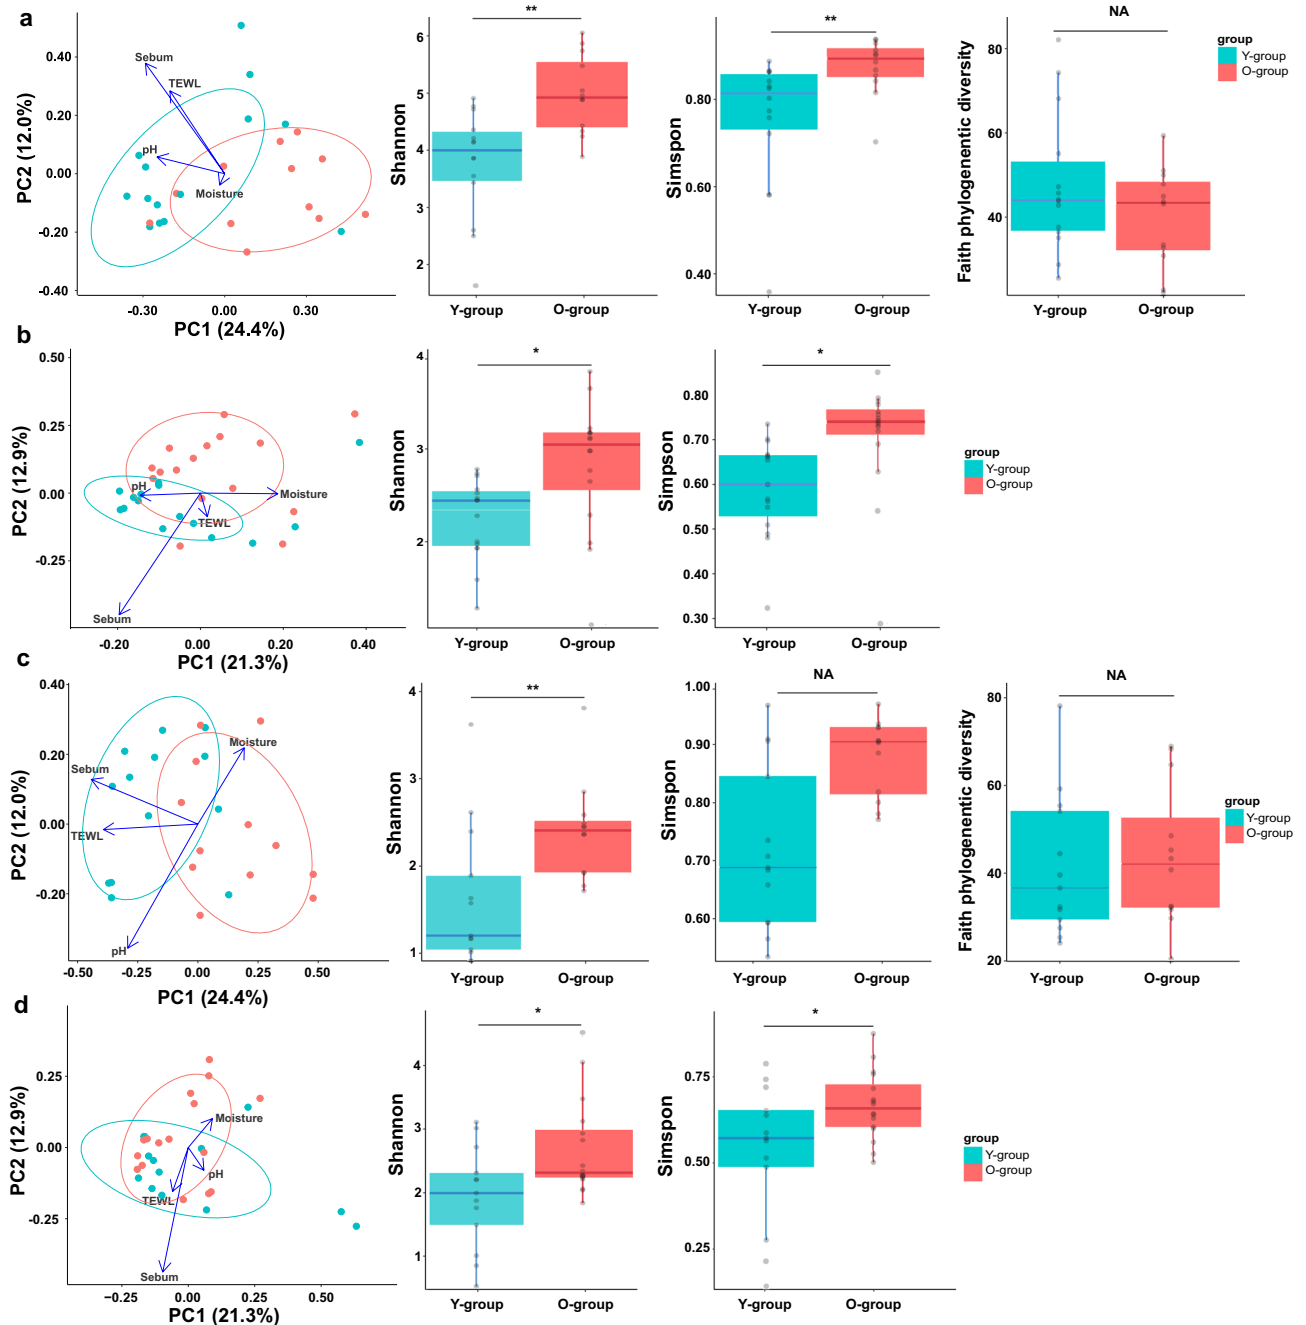 a
PC2 (12.0%)
0.40
0.20
0.00
-0.20
-0.40
Sebum
TEWL
pH
Moisture
-0.30
0.00
0.30
PC1 (24.4%)
Shannon
6
5
4
3
2
**
Y-group
O-group
Simspon
0.80
0.60
0.40
**
Y-group
O-group
Faith phylogenentic diversity
80
60
40
NA
Y-group
O-group
group
Y-group
O-group
b
PC2 (12.9%)
0.50
0.25
0.00
-0.25
pH
Moisture
TEWL
Sebum
-0.20
0.00
0.20
0.40
PC1 (21.3%)
Shannon
4
3
2
*
Y-group
O-group
Simpson
0.80
0.70
0.60
0.50
0.40
0.30
*
Y-group
O-group
group
Y-group
O-group
c
PC2 (12.0%)
0.40
0.20
0.00
-0.20
Moisture
Sebum
TEWL
pH
-0.50
-0.25
0.00
0.25
0.50
PC1 (24.4%)
Shannon
4
3
2
1
**
Y-group
O-group
Simspon
1.00
0.90
0.80
0.70
0.60
NA
Y-group
O-group
Faith phylogenentic diversity
80
60
40
20
NA
Y-group
O-group
group
Y-group
O-group
d
PC2 (12.9%)
0.25
0.00
-0.25
Moisture
pH
TEWL
Sebum
−0.25
0.00
0.25
0.50
PC1 (21.3%)
Shannon
4
3
2
1
*
Y-group
O-group
Simspon
0.75
0.50
0.25
*
Y-group
O-group
group
Y-group
O-group